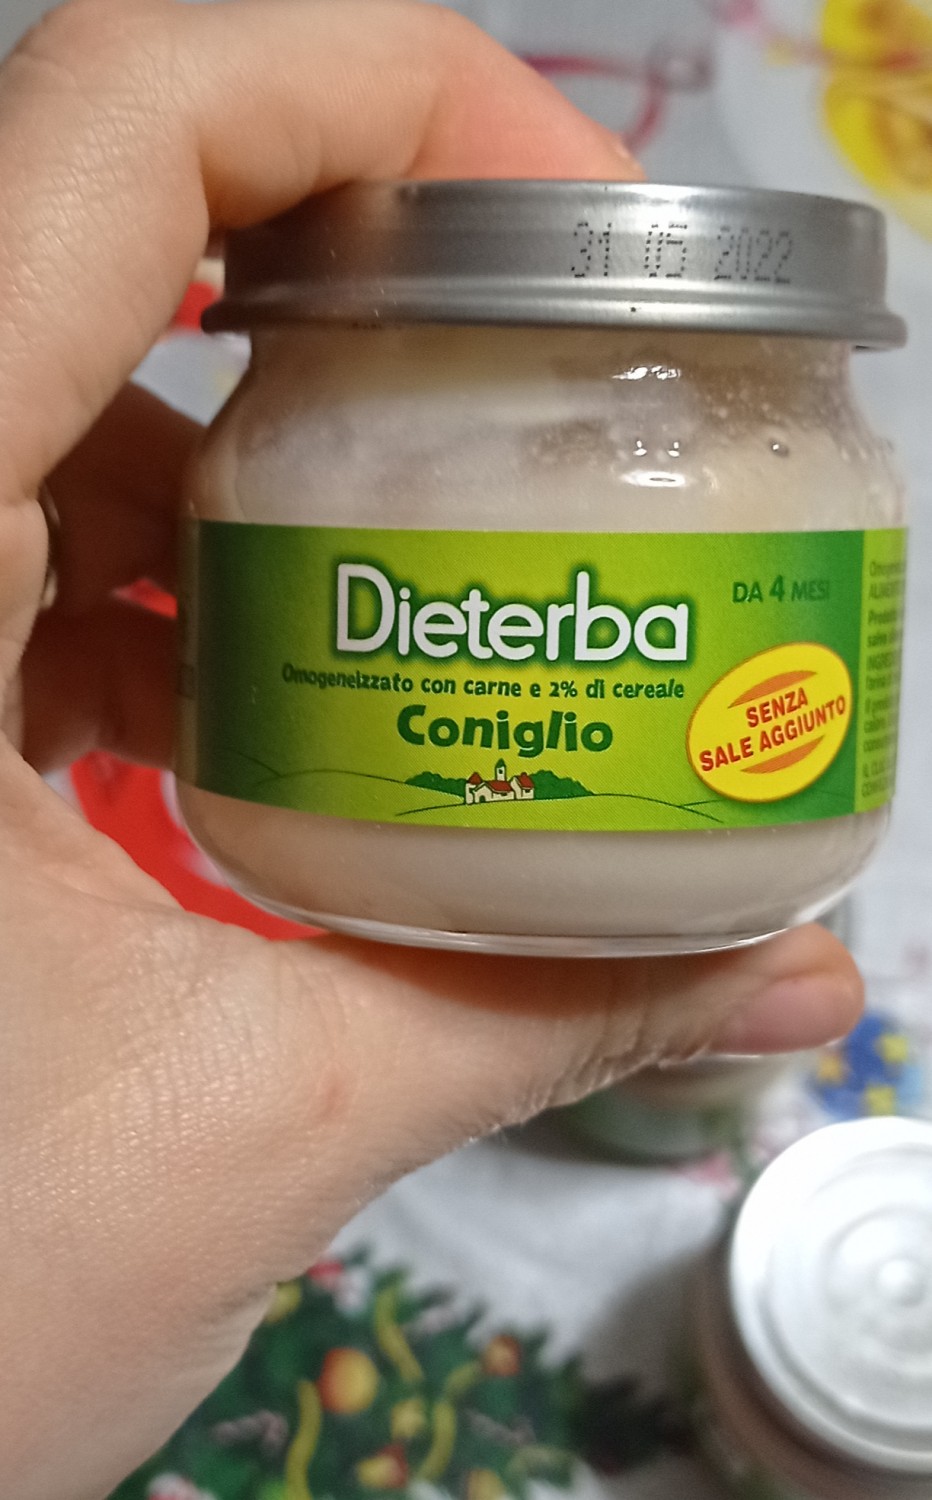 31 05 2022
Dieterba
DA 4 MESI
Omogeneizzato con carne e 2% di cereale
Coniglio
SENZA
SALE AGGIUNTO